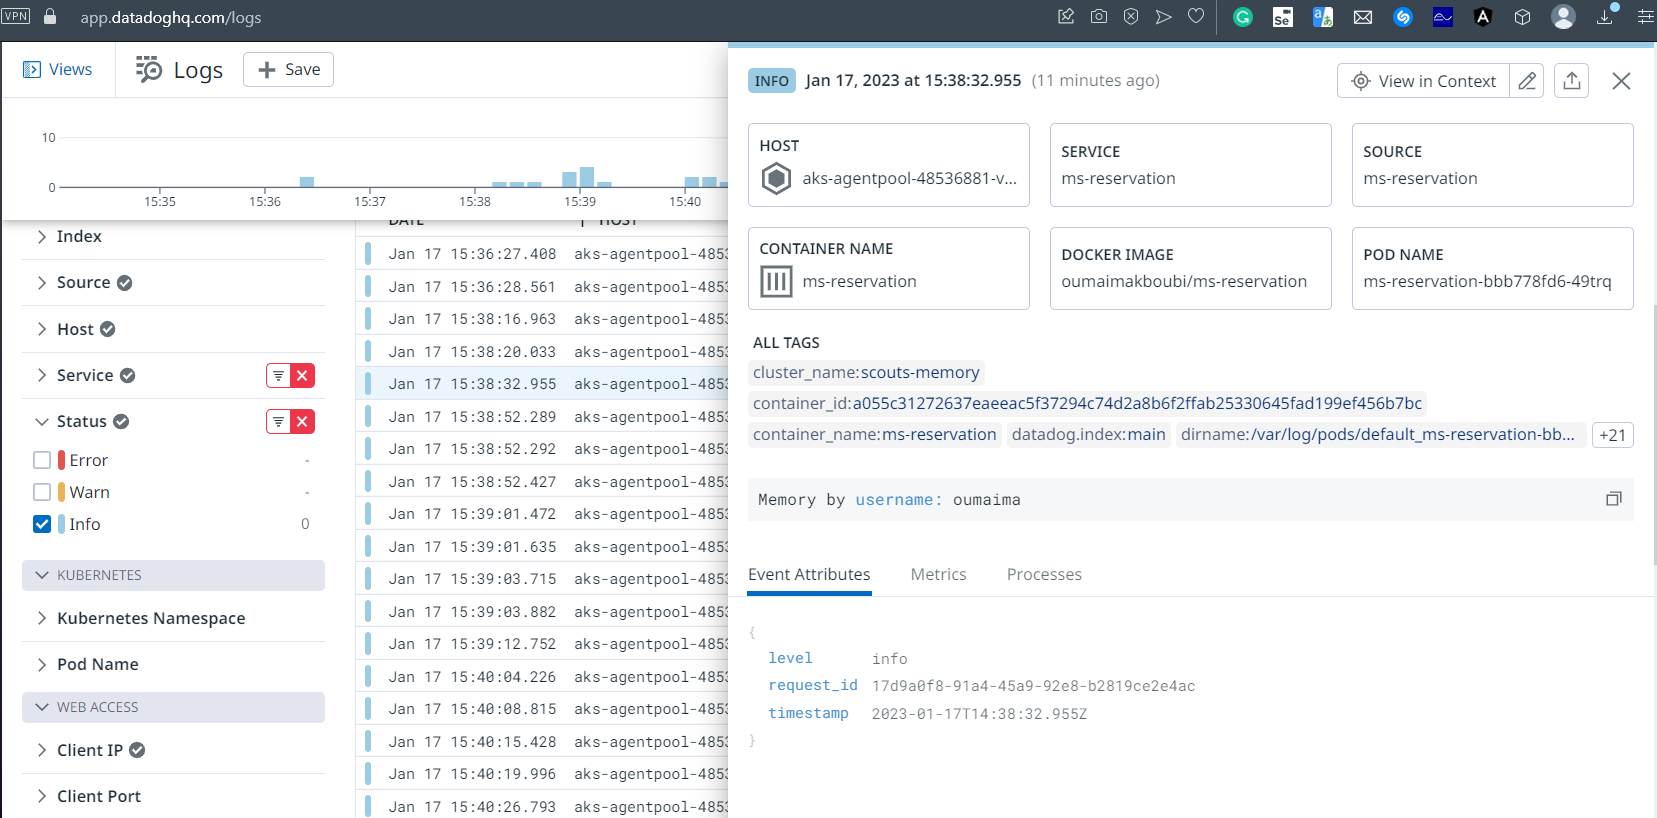 VPN
app.datadoghq.com/logs
Views
Logs
+ Save
10
0
15:35 15:36 15:37 15:38 15:39 15:40
Index
Source
Host
Service
Status
Error -
Warn -
Info 0
KUBERNETES
Kubernetes Namespace
Pod Name
WEB ACCESS
Client IP
Client Port
DATE HOST
Jan 17 15:36:27.408 aks-agentpool-4853
Jan 17 15:36:28.561 aks-agentpool-4853
Jan 17 15:38:16.963 aks-agentpool-4853
Jan 17 15:38:20.033 aks-agentpool-4853
Jan 17 15:38:32.955 aks-agentpool-4853
Jan 17 15:38:52.289 aks-agentpool-4853
Jan 17 15:38:52.292 aks-agentpool-4853
Jan 17 15:38:52.427 aks-agentpool-4853
Jan 17 15:39:01.472 aks-agentpool-4853
Jan 17 15:39:01.635 aks-agentpool-4853
Jan 17 15:39:03.715 aks-agentpool-4853
Jan 17 15:39:03.882 aks-agentpool-4853
Jan 17 15:39:12.752 aks-agentpool-4853
Jan 17 15:40:04.226 aks-agentpool-4853
Jan 17 15:40:08.815 aks-agentpool-4853
Jan 17 15:40:15.428 aks-agentpool-4853
Jan 17 15:40:19.996 aks-agentpool-4853
Jan 17 15:40:26.793 aks-agentpool-4853
INFO Jan 17, 2023 at 15:38:32.955 (11 minutes ago)
View in Context
HOST
aks-agentpool-48536881-v...
SERVICE
ms-reservation
SOURCE
ms-reservation
CONTAINER NAME
ms-reservation
DOCKER IMAGE
oumaimakboubi/ms-reservation
POD NAME
ms-reservation-bbb778fd6-49trq
ALL TAGS
cluster_name:scouts-memory
container_id:a055c31272637eaeeac5f37294c74d2a8b6f2ffab25330645fad199ef456b7bc
container_name:ms-reservation datadog.index:main dirname:/var/log/pods/default_ms-reservation-bb... +21
Memory by username: oumaima
Event Attributes Metrics Processes
{
level info
request_id 17d9a0f8-91a4-45a9-92e8-b2819ce2e4ac
timestamp 2023-01-17T14:38:32.955Z
}